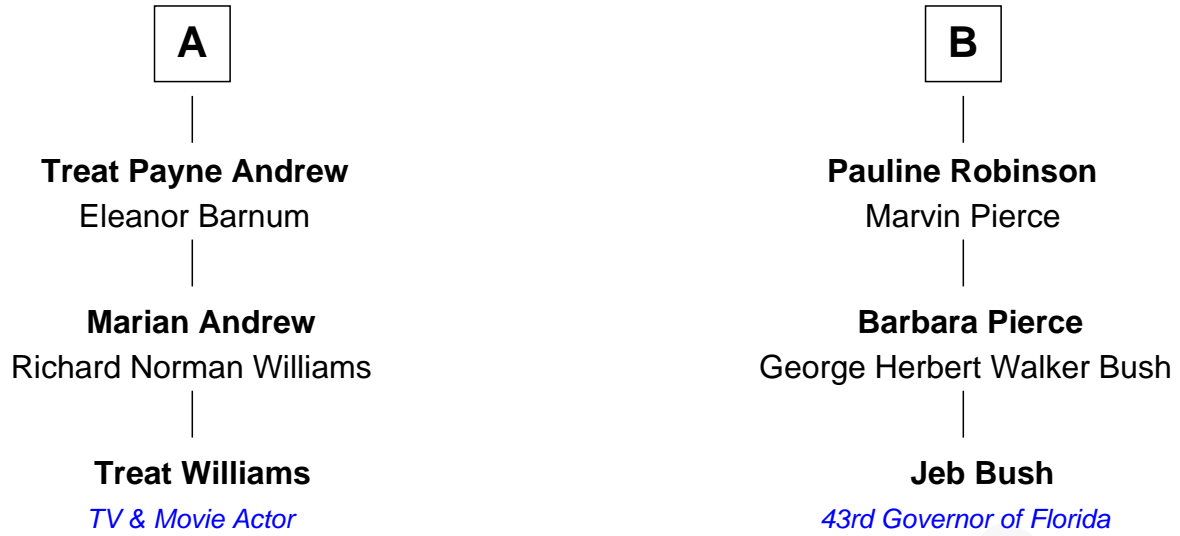 A
B
Treat Payne Andrew
Eleanor Barnum
Pauline Robinson
Marvin Pierce
Marian Andrew
Richard Norman Williams
Barbara Pierce
George Herbert Walker Bush
Treat Williams
TV & Movie Actor
Jeb Bush
43rd Governor of Florida